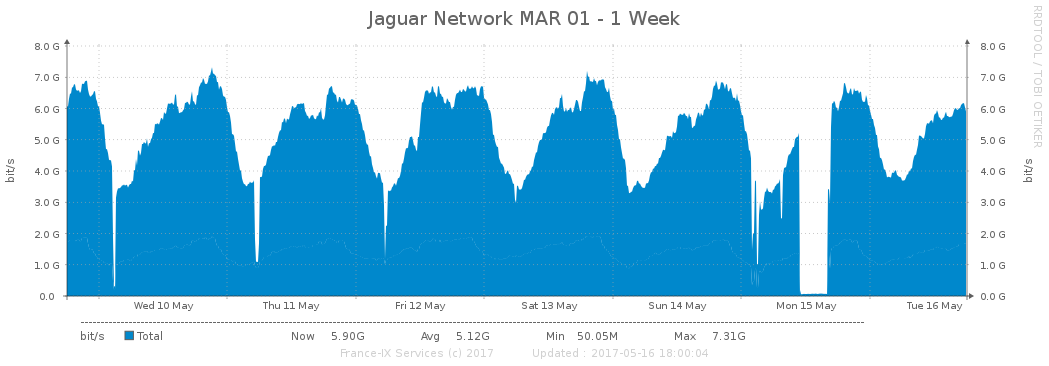 Jaguar Network MAR 01 - 1 Week
RRDTOOL / TOBI OETIKER
bit/s
8.0 G
7.0 G
6.0 G
5.0 G
4.0 G
3.0 G
2.0 G
1.0 G
0.0
8.0 G
7.0 G
6.0 G
5.0 G
4.0 G
3.0 G
2.0 G
1.0 G
0.0 G
bit/s
Wed 10 May Thu 11 May Fri 12 May Sat 13 May Sun 14 May Mon 15 May Tue 16 May
bit/s Total Now 5.90G Avg 5.12G Min 50.05M Max 7.31G
France-IX Services (c) 2017 Updated : 2017-05-16 18:00:04